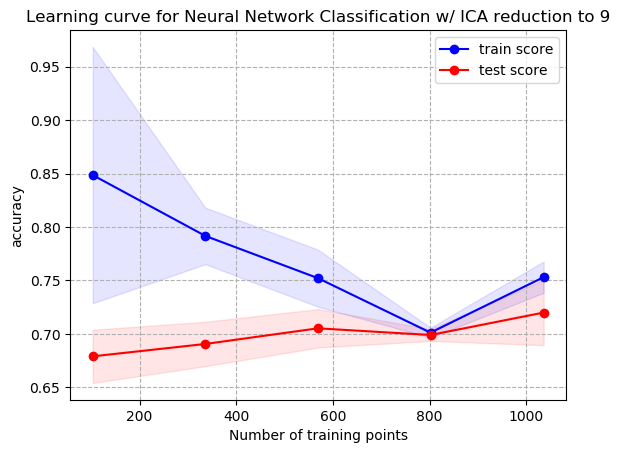 Learning curve for Neural Network Classification w/ ICA reduction to 9
train score
test score
accuracy
0.95
0.90
0.85
0.80
0.75
0.70
0.65
200
400
600
800
1000
Number of training points